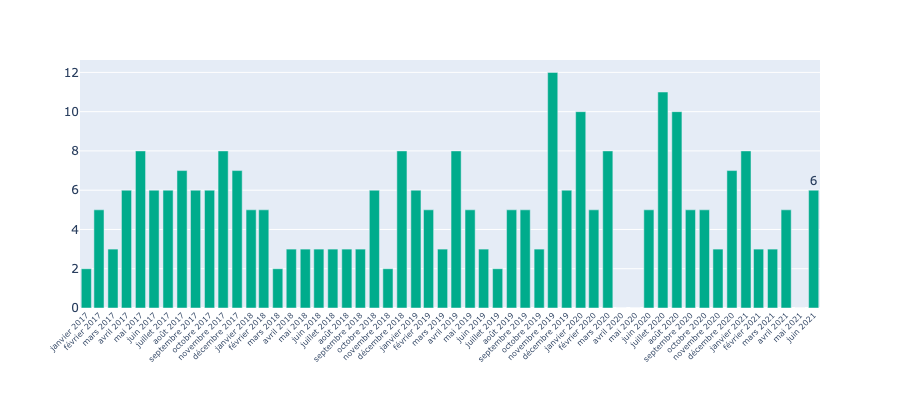 12
10
8
6
4
2
0
6
janvier 2017
février 2017
mars 2017
avril 2017
mai 2017
juin 2017
juillet 2017
août 2017
septembre 2017
octobre 2017
novembre 2017
décembre 2017
janvier 2018
février 2018
mars 2018
avril 2018
mai 2018
juin 2018
juillet 2018
août 2018
septembre 2018
octobre 2018
novembre 2018
décembre 2018
janvier 2019
février 2019
mars 2019
avril 2019
mai 2019
juin 2019
juillet 2019
août 2019
septembre 2019
octobre 2019
novembre 2019
décembre 2019
janvier 2020
février 2020
mars 2020
avril 2020
mai 2020
juin 2020
juillet 2020
août 2020
septembre 2020
octobre 2020
novembre 2020
décembre 2020
janvier 2021
février 2021
mars 2021
avril 2021
mai 2021
juin 2021